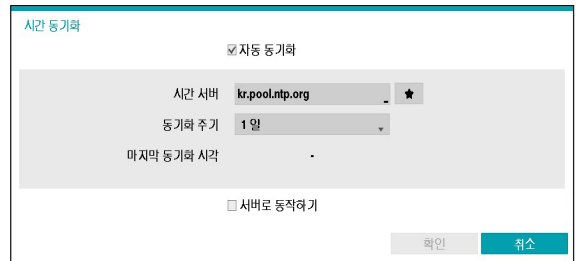 시간 동기화
자동 동기화
시간 서버 kr.pool.ntp.org
동기화 주기 1 일
마지막 동기화 시각 -
서버로 동작하기
확인 취소